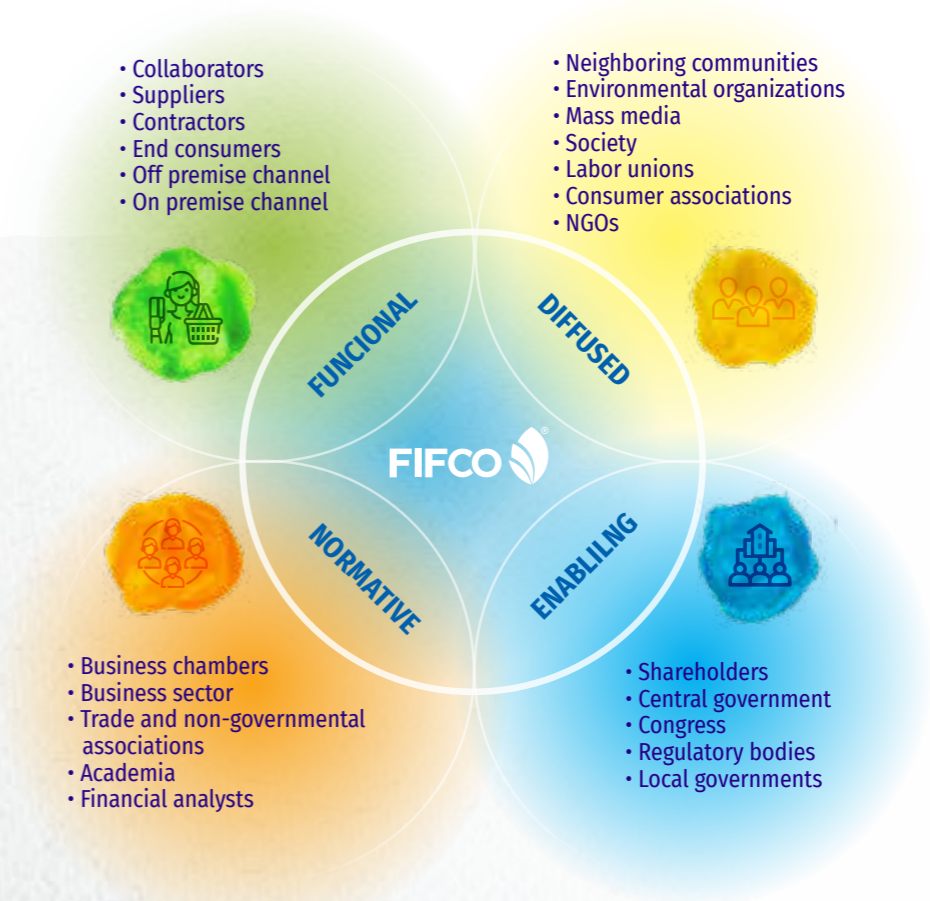 • Collaborators
• Suppliers
• Contractors
• End consumers
• Off premise channel
• On premise channel
• Neighboring communities
• Environmental organizations
• Mass media
• Society
• Labor unions
• Consumer associations
• NGOs
FUNCIONAL
DIFFUSED
FIFCO®
NORMATIVE
ENABLILNG
• Business chambers
• Business sector
• Trade and non-governmental
associations
• Academia
• Financial analysts
• Shareholders
• Central government
• Congress
• Regulatory bodies
• Local governments